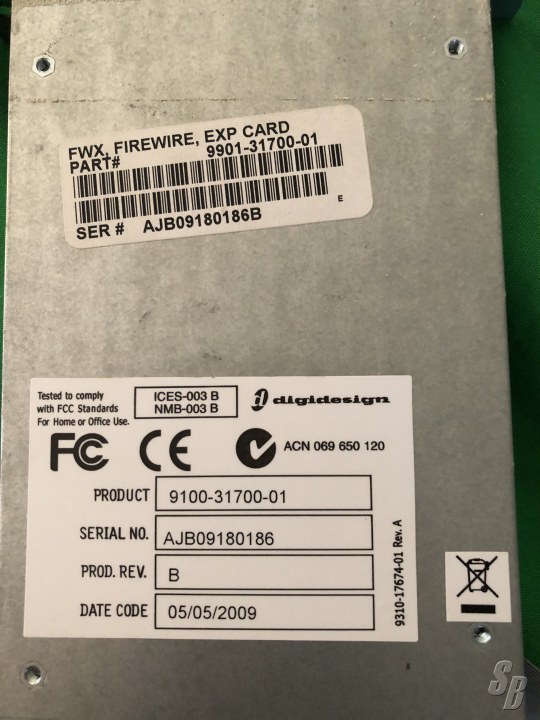 FWX, FIREWIRE, EXP CARD
PART# 9901-31700-01
SER # AJB09180186B
E
Tested to comply
with FCC Standards
For Home or Office Use.
ICES-003 B
NMB-003 B
digidesign
FC CE ACN 069 650 120
PRODUCT 9100-31700-01
SERIAL NO. AJB09180186
PROD. REV. B
DATE CODE 05/05/2009
9310-17674-01 Rev. A
SB